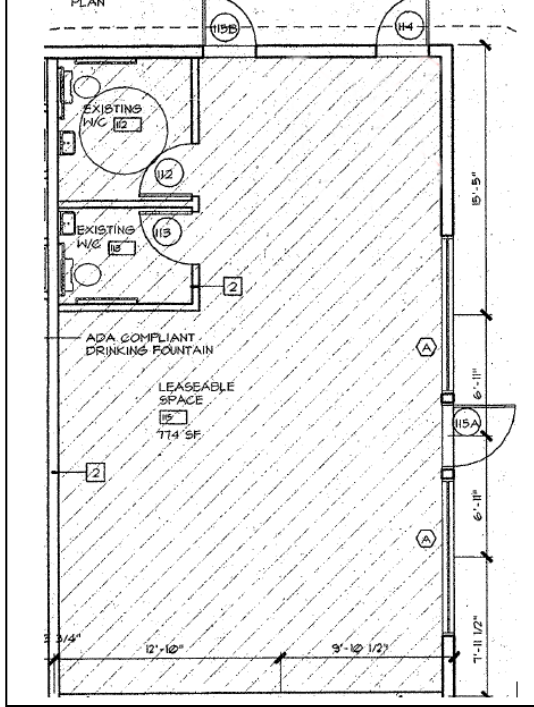 PLAN
115B
114
EXISTING
W/C 112
112
EXISTING
W/C 113
113
2
ADA COMPLIANT
DRINKING FOUNTAIN
LEASEABLE
SPACE
115
774 SF
2
15'-5"
A
6'-11"
115A
6'-11"
A
7'-11 1/2"
3/4"
12'-10"
9'-10 1/2"